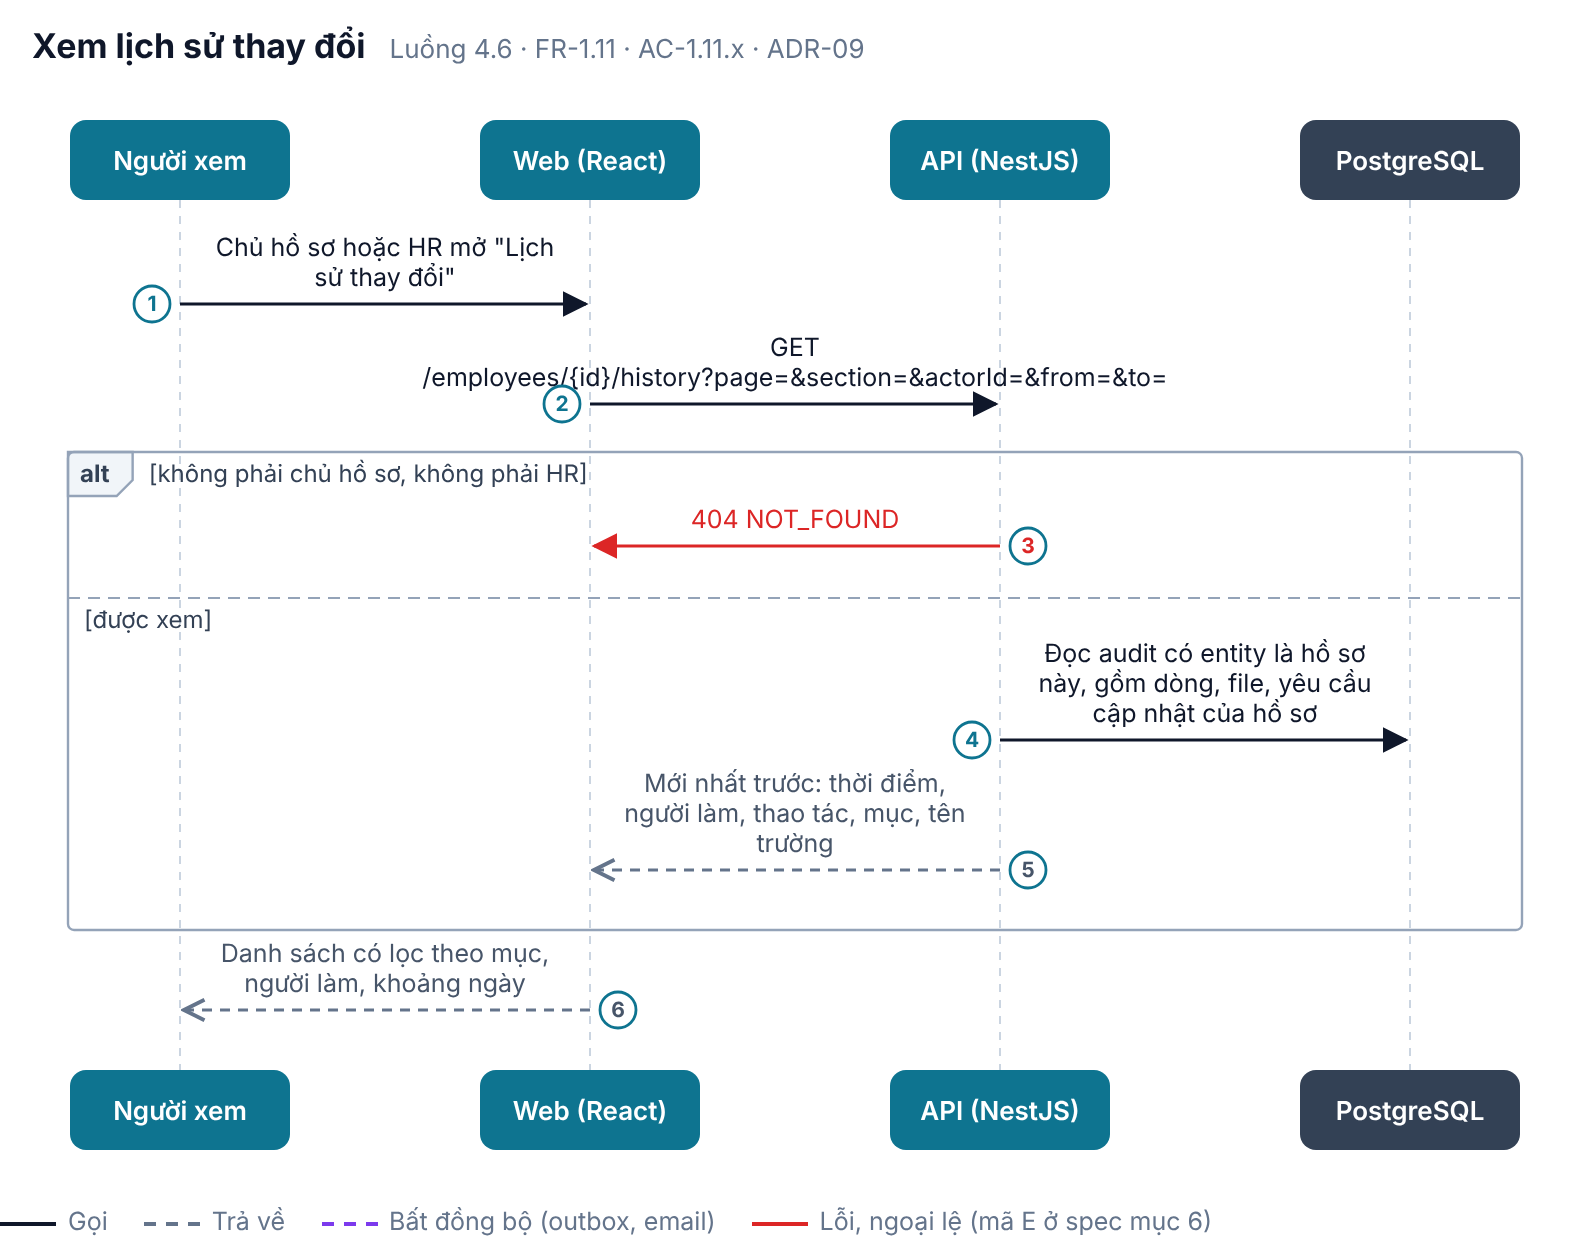 Xem lịch sử thay đổi Luồng 4.6 · FR-1.11 · AC-1.11.x · ADR-09
Người xem
Web (React)
API (NestJS)
PostgreSQL
Chủ hồ sơ hoặc HR mở "Lịch
sử thay đổi"
1
GET
/employees/{id}/history?page=&section=&actorId=&from=&to=
2
alt [không phải chủ hồ sơ, không phải HR]
404 NOT_FOUND
3
[được xem]
Đọc audit có entity là hồ sơ
này, gồm dòng, file, yêu cầu
cập nhật của hồ sơ
4
Mới nhất trước: thời điểm,
người làm, thao tác, mục, tên
trường
5
Danh sách có lọc theo mục,
người làm, khoảng ngày
6
Người xem
Web (React)
API (NestJS)
PostgreSQL
Gọi
Trả về
Bất đồng bộ (outbox, email)
Lỗi, ngoại lệ (mã E ở spec mục 6)